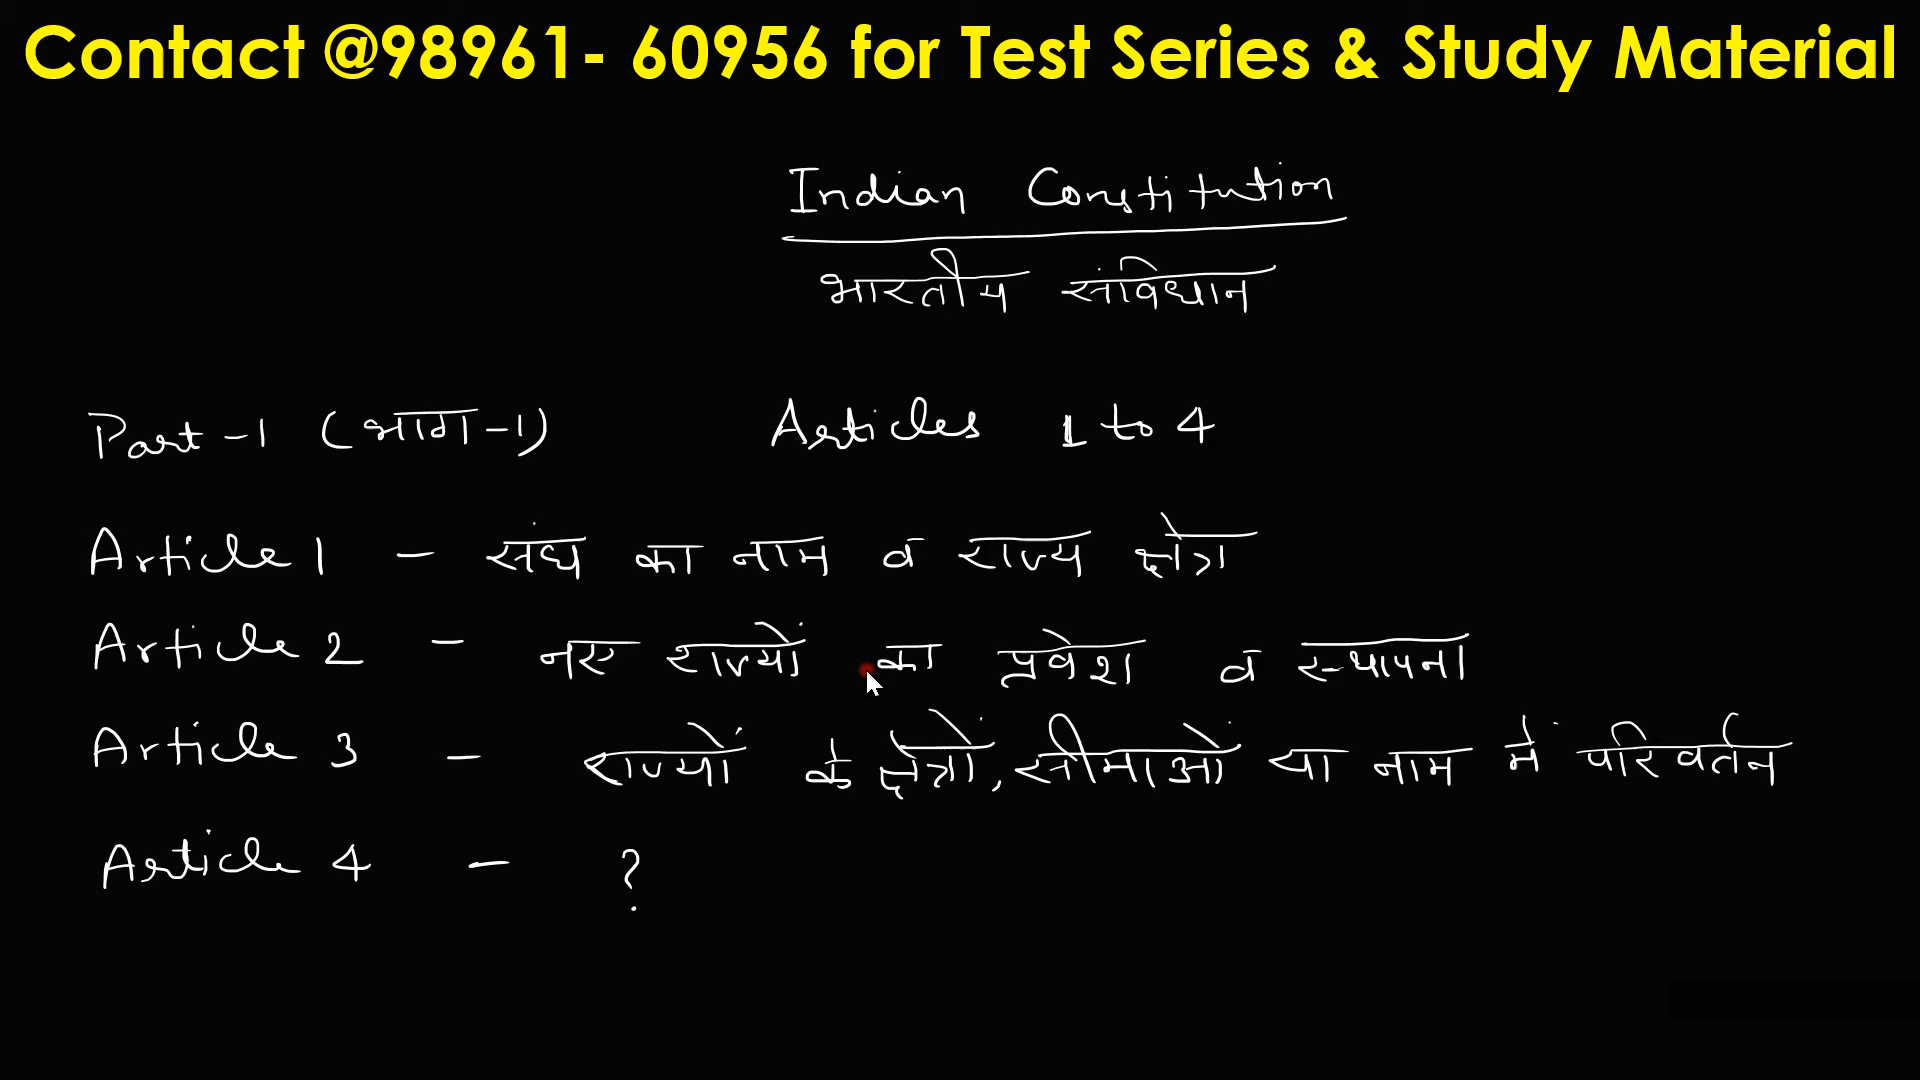 Contact @98961- 60956 for Test Series & Study Material
Indian Constitution
भारतीय संविधान
Part-1 (भाग-1) Articles 1 to 4
Article 1 - संघ का नाम व राज्य क्षेत्र
Article 2 - नए राज्यों का प्रवेश व स्थापना
Article 3 - राज्यों के क्षेत्रों, सीमाओं या नाम में परिवर्तन
Article 4 - ?